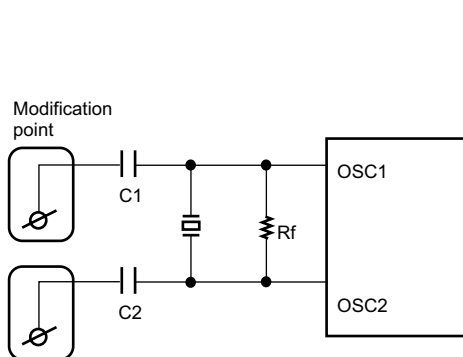 Modification
point
C1
OSC1
Rf
C2
OSC2